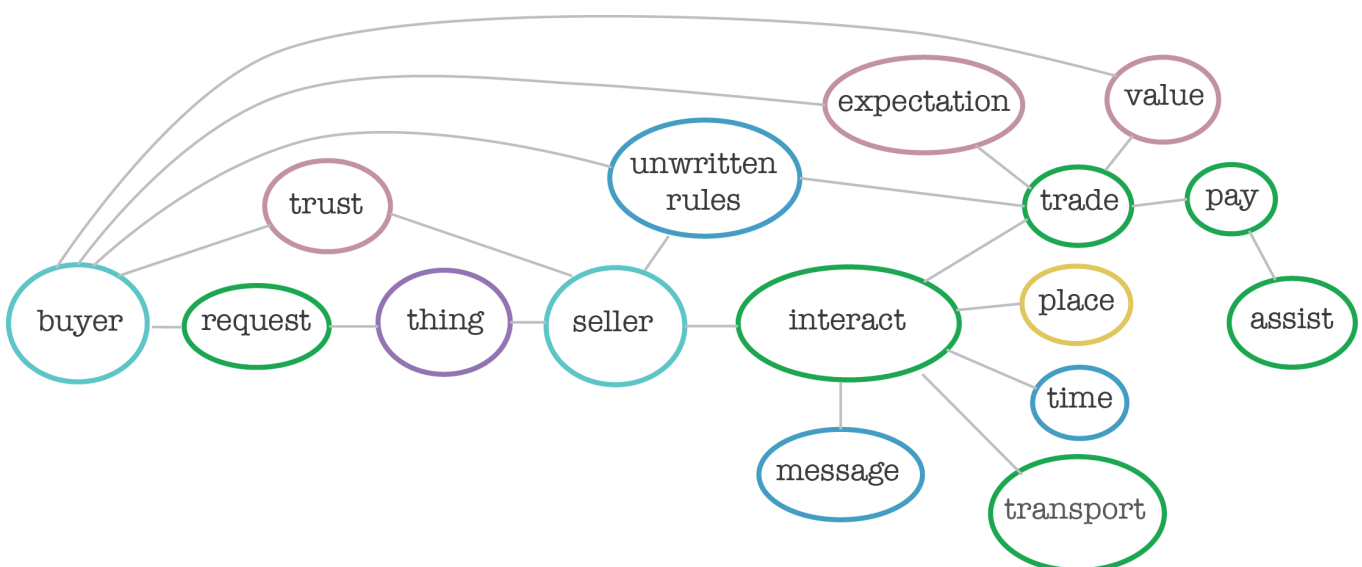 expectation
value
unwritten
rules
trust
trade
pay
buyer
request
thing
seller
interact
place
assist
time
message
transport